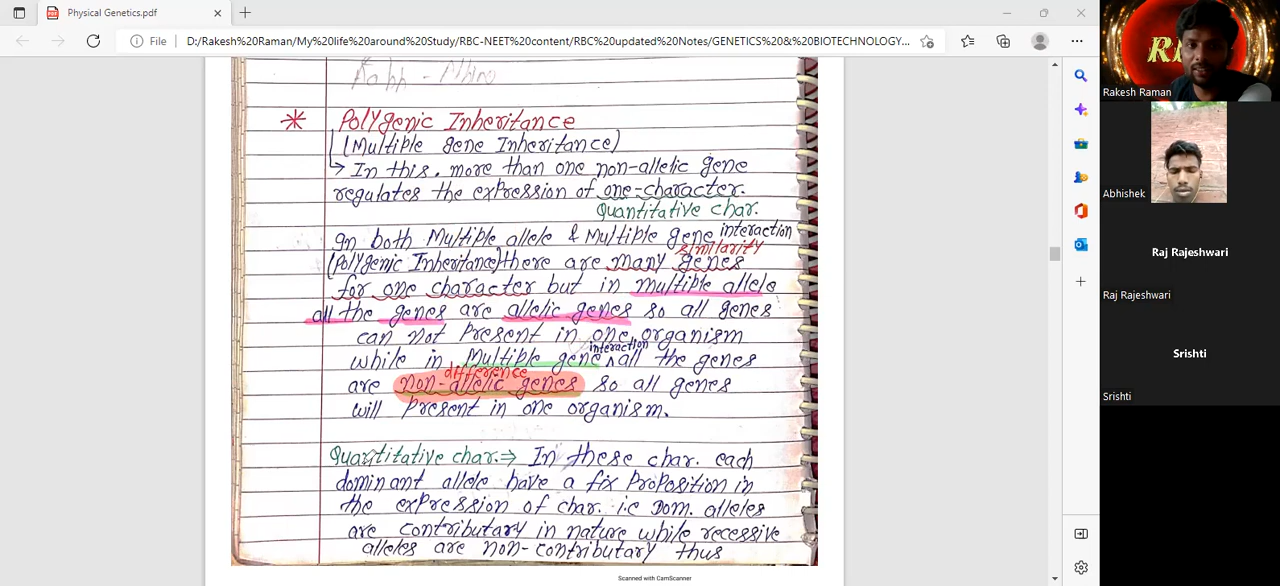 Physical Genetics.pdf
File
D:/Rakesh%20Raman/My%20life%20around%20Study/RBC-NEET%20content/RBC%20updated%20Notes/GENETICS%20&%20BIOTECHNOLOGY...
* Polygenic Inheritance
(Multiple gene Inheritance)
→ In this. more than one non-allelic gene
regulates the expression of one-character.
Quantitative char.
In both Multiple allele & Multiple gene interaction
similarity
(Polygenic Inheritance) there are many genes
for one character but in multiple allele
all the genes are allelic genes so all genes
can not Present in one organism
while in Multiple gene ^ interaction all the genes
difference
are non-allelic genes so all genes
will Present in one organism.
Quantitative char. ⇒ In these char. each
dominant allele have a fix Proposition in
the expression of char. i.e Dom. alleles
are contributary in nature while recessive
alleles are non-contributary thus
Scanned with CamScanner
Rakesh Raman
Abhishek
Raj Rajeshwari
Raj Rajeshwari
Srishti
Srishti